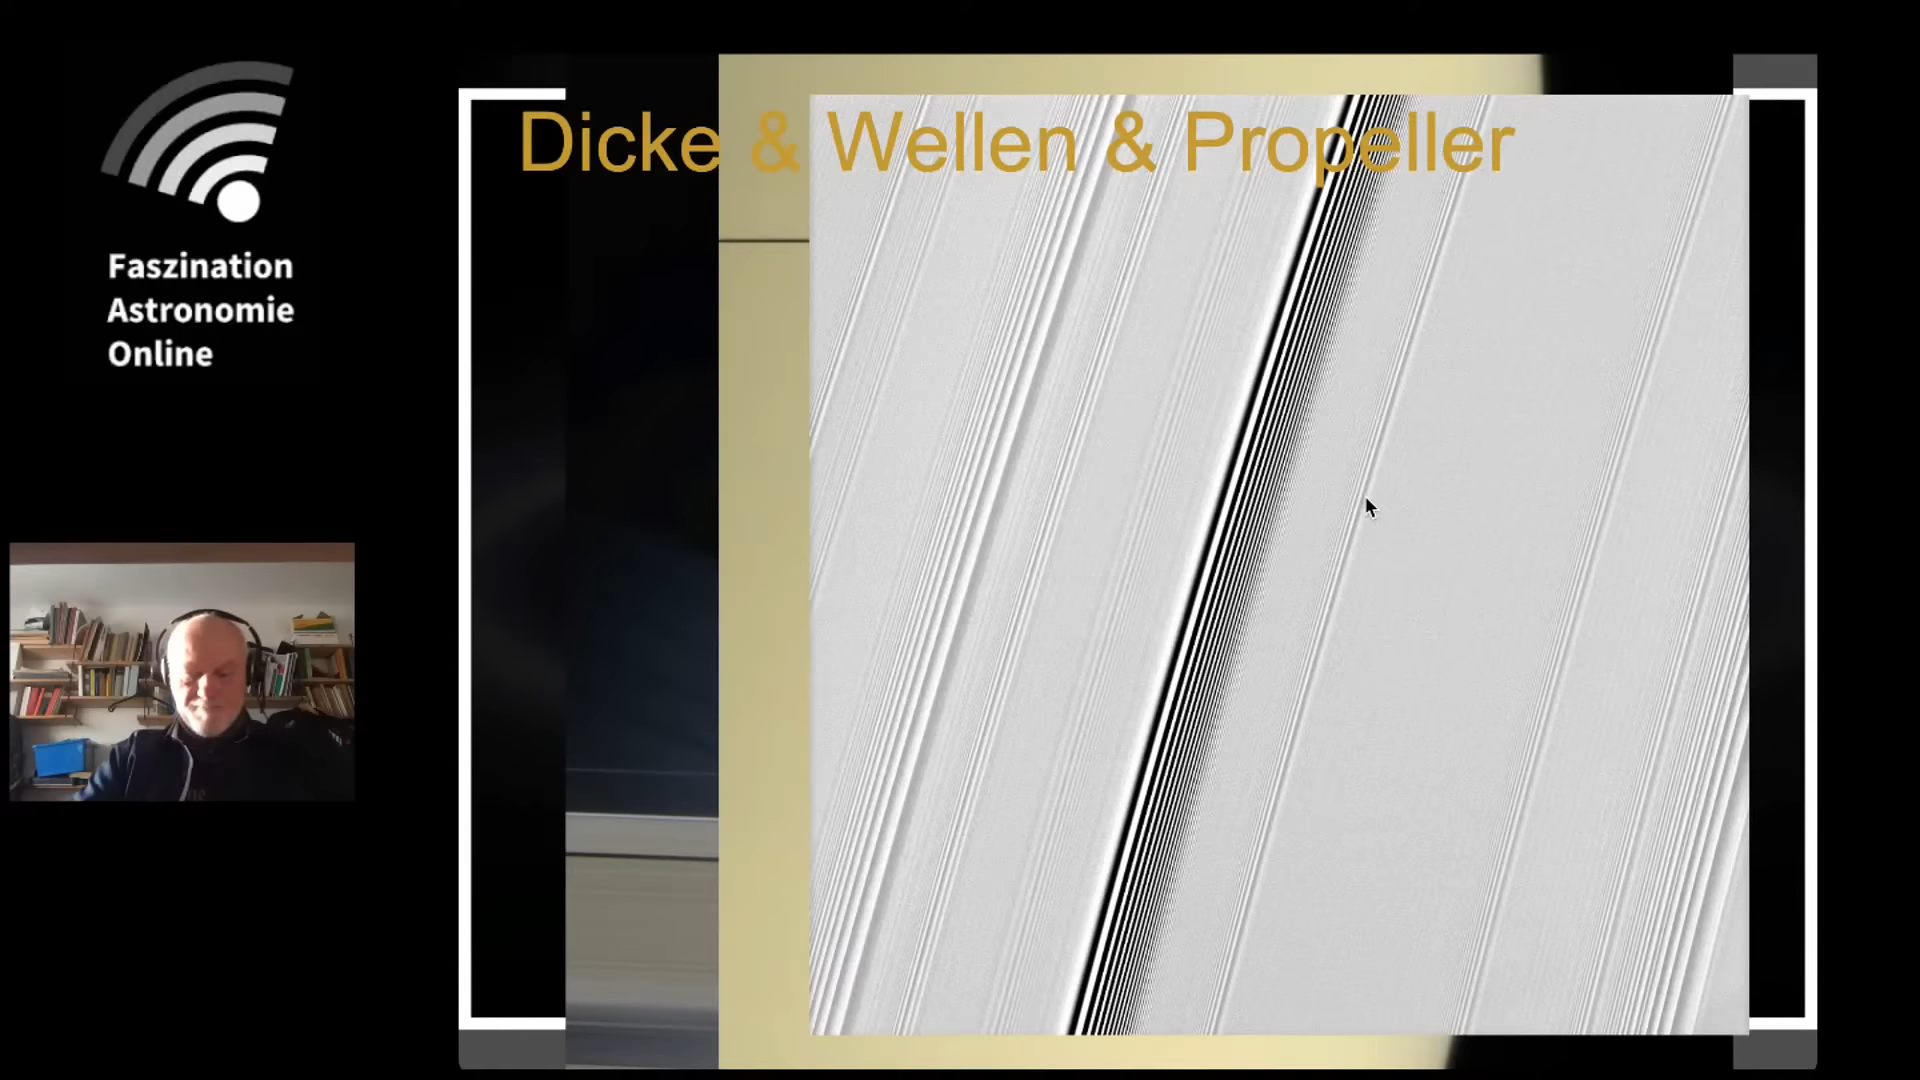 Dicke & Wellen & Propeller
Faszination
Astronomie
Online